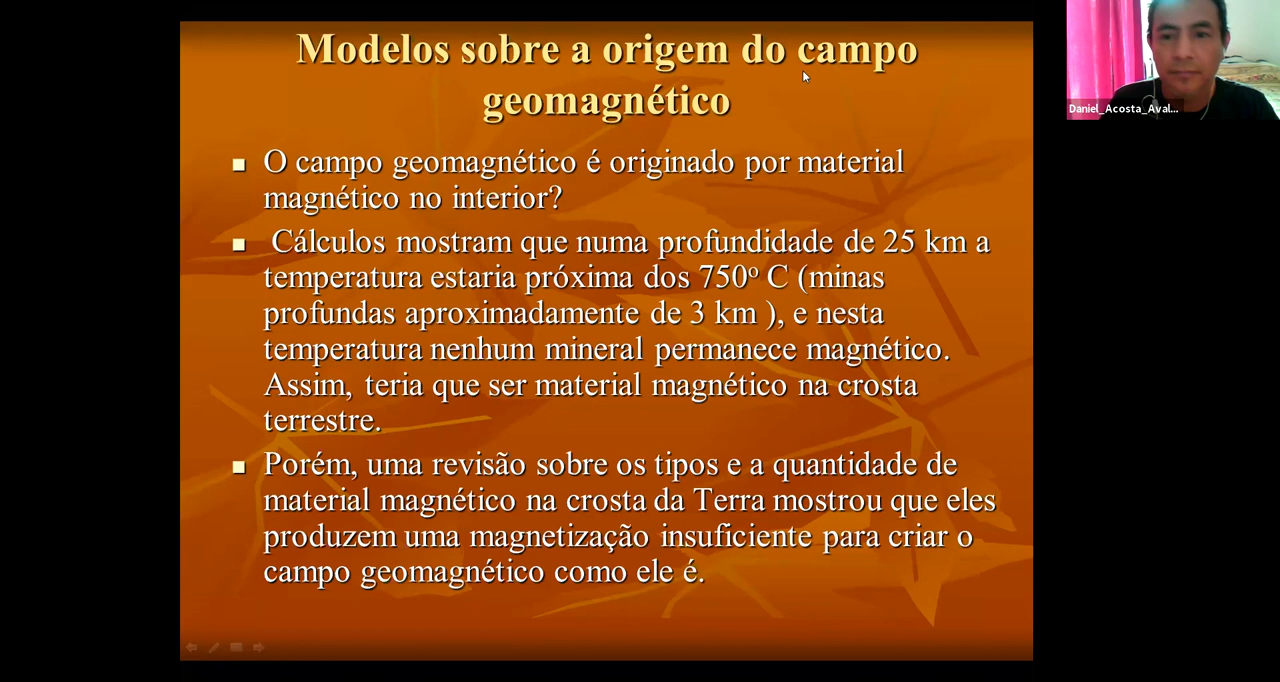 Modelos sobre a origem do campo
geomagnético
O campo geomagnético é originado por material
magnético no interior?
Cálculos mostram que numa profundidade de 25 km a
temperatura estaria próxima dos 750º C (minas
profundas aproximadamente de 3 km ), e nesta
temperatura nenhum mineral permanece magnético.
Assim, teria que ser material magnético na crosta
terrestre.
Porém, uma revisão sobre os tipos e a quantidade de
material magnético na crosta da Terra mostrou que eles
produzem uma magnetização insuficiente para criar o
campo geomagnético como ele é.
Daniel_Acosta_Aval...